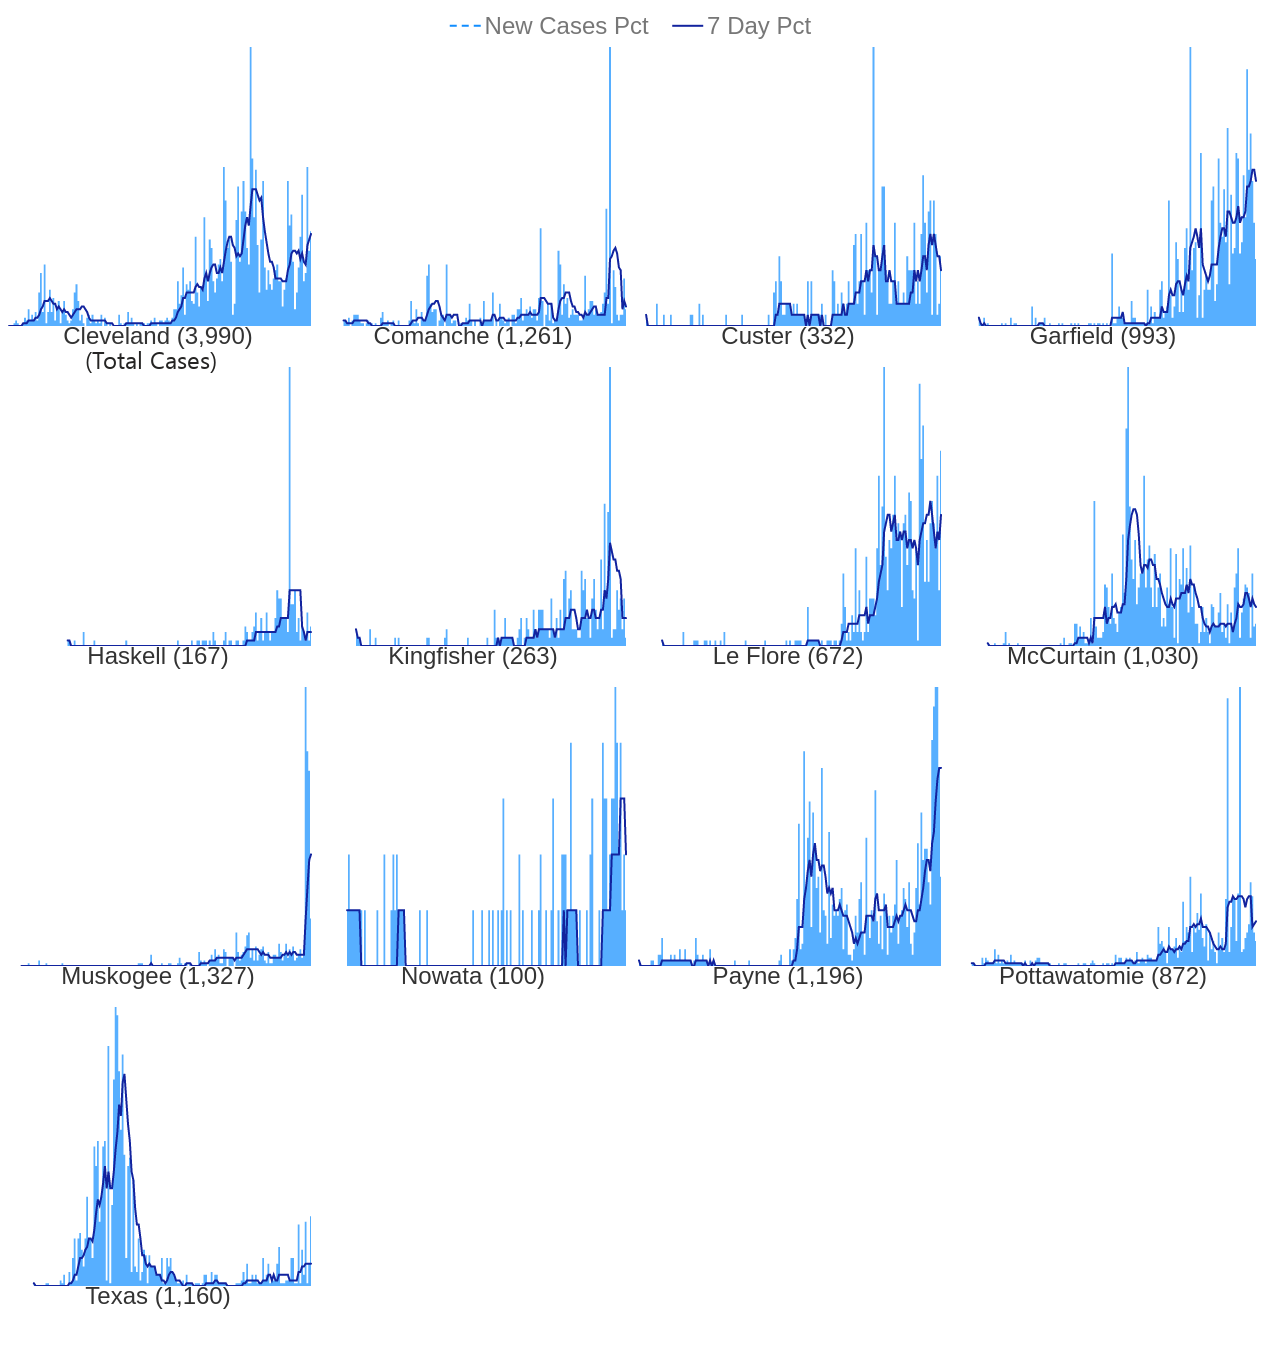 New Cases Pct 7 Day Pct
Cleveland (3,990) Comanche (1,261) Custer (332) Garfield (993)
(Total Cases)
Haskell (167) Kingfisher (263) Le Flore (672) McCurtain (1,030)
Muskogee (1,327) Nowata (100) Payne (1,196) Pottawatomie (872)
Texas (1,160)